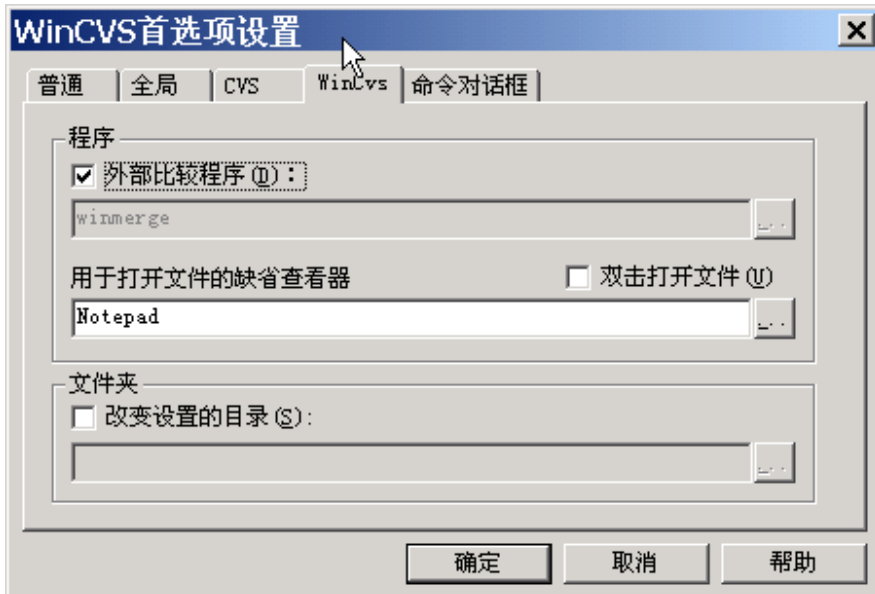 WinCVS首选项设置
普通 全局 CVS WinCvs 命令对话框
程序
外部比较程序(D):
winmerge
...
用于打开文件的缺省查看器 双击打开文件(U)
Notepad
...
文件夹
改变设置的目录(S):
...
确定 取消 帮助